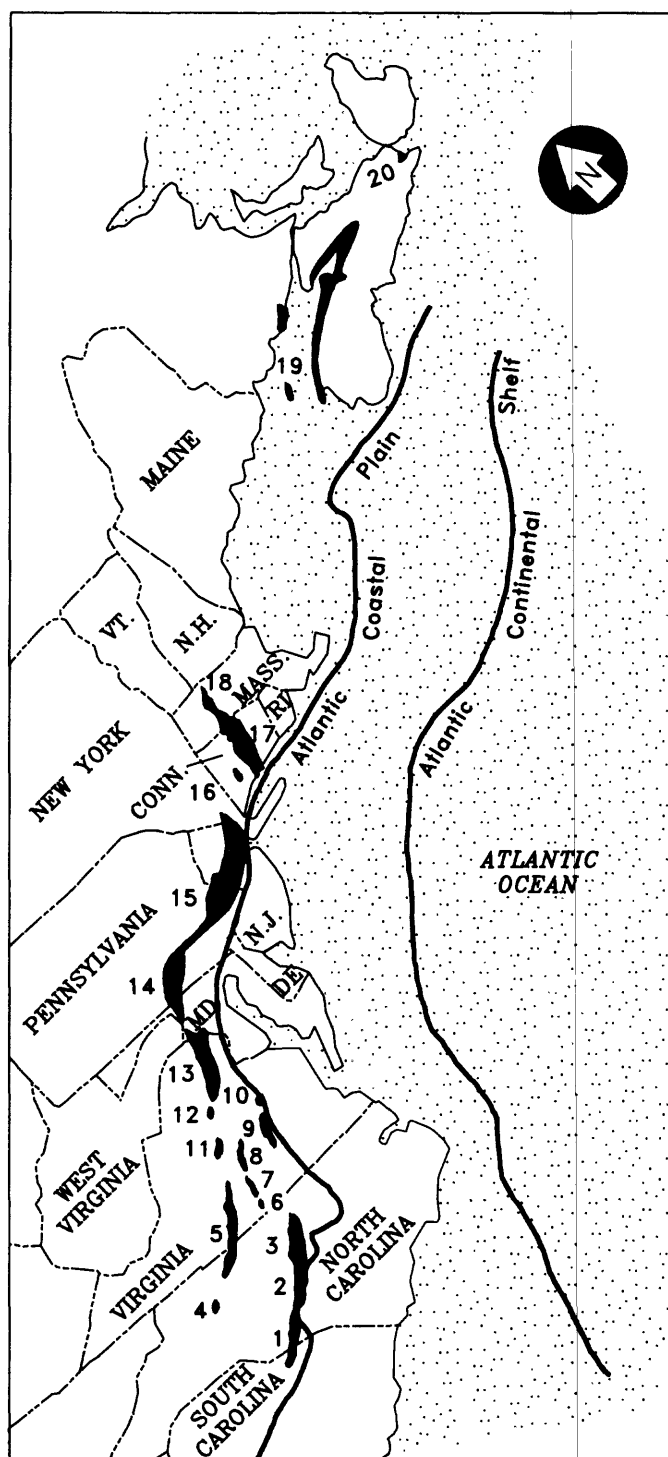 N
20
19
MAINE
Shelf
Plain
Continental
Coastal
VT.
N.H.
18
MASS.
RI
17
Atlantic
Atlantic
NEW YORK
CONN.
16
ATLANTIC
OCEAN
15
N.J.
PENNSYLVANIA
14
DE
MD
13
10
12
9
11
8
WEST
VIRGINIA
7
6
5
3
NORTH
CAROLINA
VIRGINIA
2
4
1
SOUTH
CAROLINA